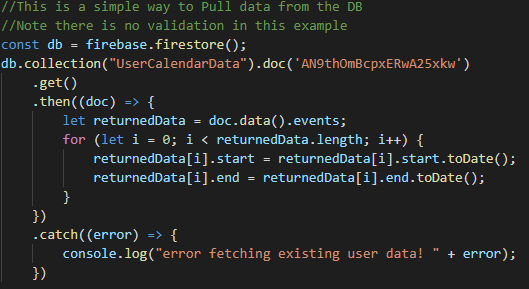 //This is a simple way to Pull data from the DB
//Note there is no validation in this example
const db = firebase.firestore();
db.collection("UserCalendarData").doc('AN9thOmBcpxERwA25xkw')
    .get()
    .then((doc) => {
        let returnedData = doc.data().events;
        for (let i = 0; i < returnedData.length; i++) {
            returnedData[i].start = returnedData[i].start.toDate();
            returnedData[i].end = returnedData[i].end.toDate();
        }
    })
    .catch((error) => {
        console.log("error fetching existing user data! " + error);
    })